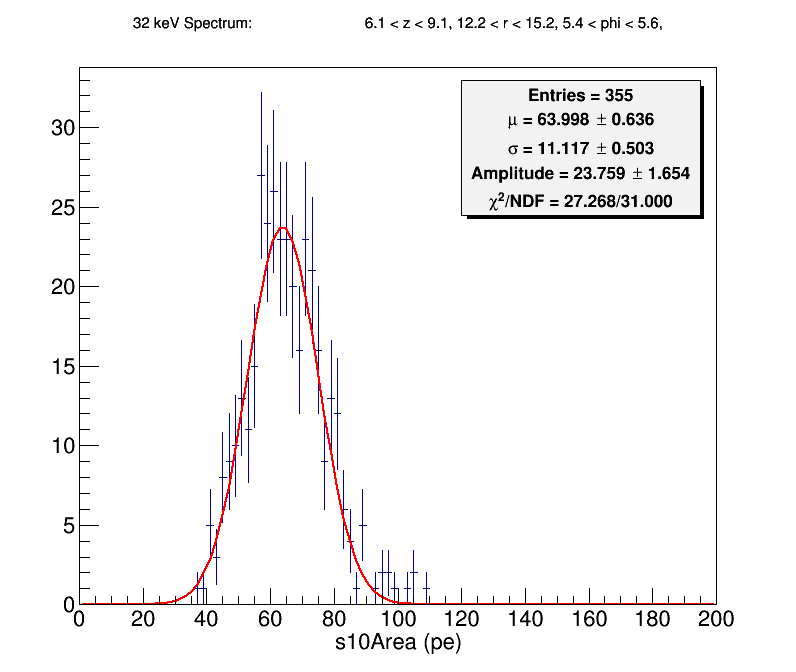 32 keV Spectrum: 6.1 < z < 9.1, 12.2 < r < 15.2, 5.4 < phi < 5.6,
Entries = 355
μ = 63.998 ± 0.636
σ = 11.117 ± 0.503
Amplitude = 23.759 ± 1.654
χ²/NDF = 27.268/31.000
30
25
20
15
10
5
0
0 20 40 60 80 100 120 140 160 180 200
s10Area (pe)